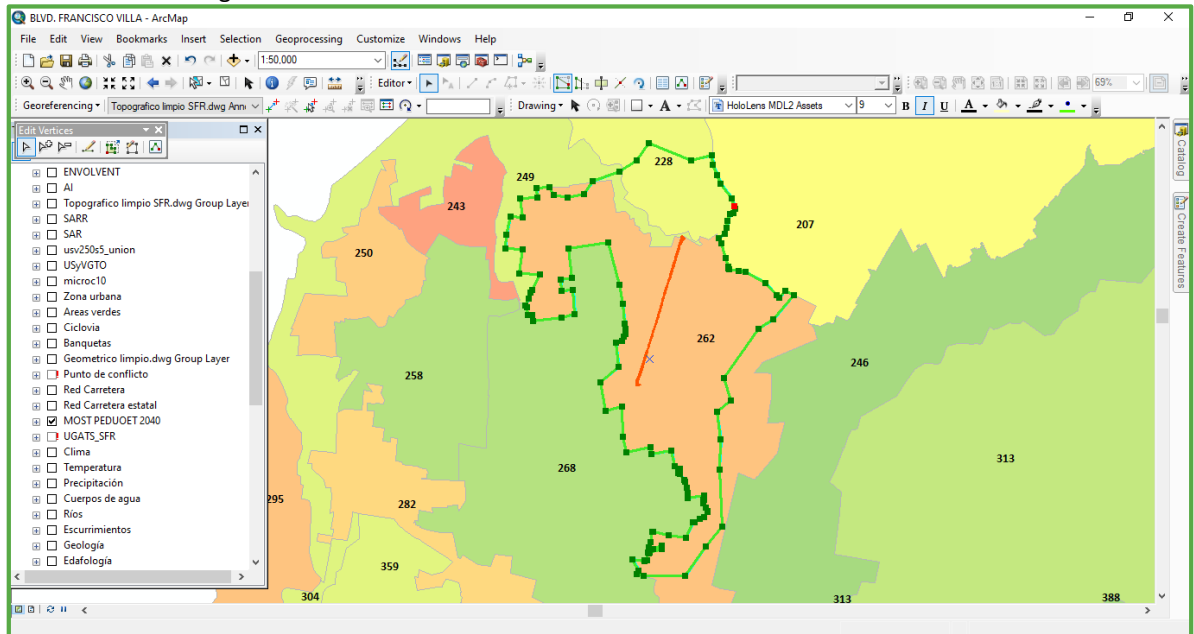 BLVD. FRANCISCO VILLA - ArcMap
File Edit View Bookmarks Insert Selection Geoprocessing Customize Windows Help
1:50,000
Editor
69%
Georeferencing Topografico limpio SFR.dwg Anno Drawing A HoloLens MDL2 Assets 9 B I U A
Edit Vertices
ENVOLVENT
AI
Topografico limpio SFR.dwg Group Layer
SARR
SAR
usv250s5_union
USyVGTO
microc10
Zona urbana
Areas verdes
Ciclovia
Banquetas
Geometrico limpio.dwg Group Layer
Punto de conflicto
Red Carretera
Red Carretera estatal
MOST PEDUOET 2040
UGATS_SFR
Clima
Temperatura
Precipitación
Cuerpos de agua
Ríos
Escurrimientos
Geología
Edafología
228
249
243
207
250
262
246
258
313
268
295
282
359
304
313
388
Catalog
Create Features